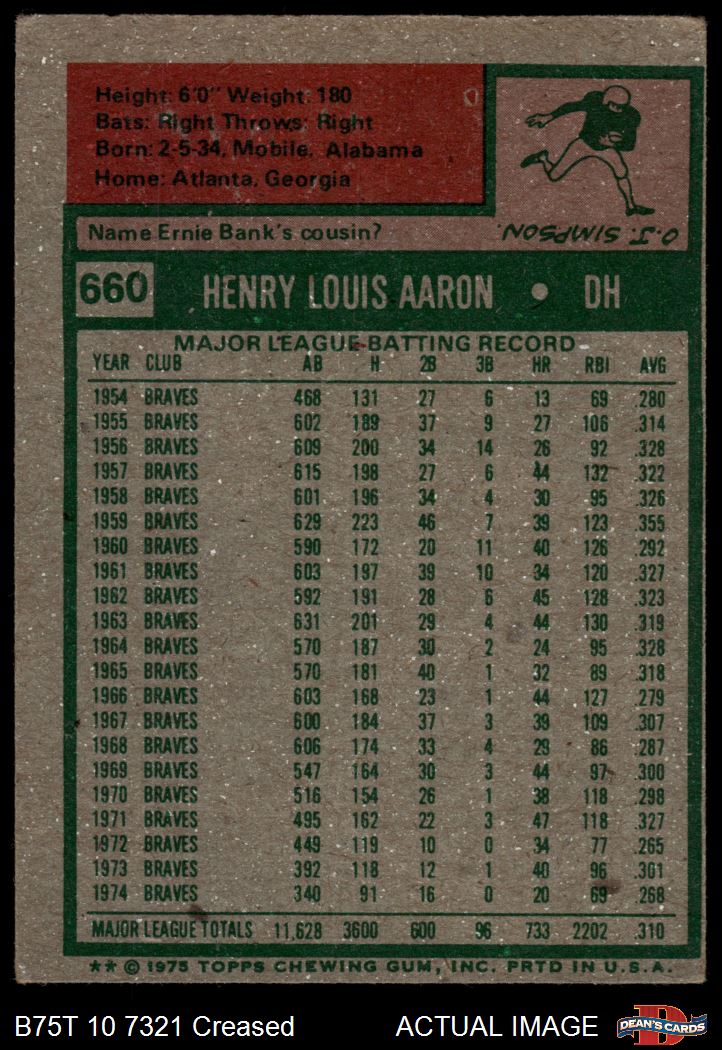 Height: 6'0" Weight: 180
Bats: Right Throws: Right
Born: 2-5-34, Mobile, Alabama
Home: Atlanta, Georgia
Name Ernie Bank's cousin?
O. J. SIMPSON.
660 HENRY LOUIS AARON • DH
MAJOR LEAGUE BATTING RECORD
YEAR CLUB AB H 2B 3B HR RBI AVG
1954 BRAVES 468 131 27 6 13 69 .280
1955 BRAVES 602 189 37 9 27 106 .314
1956 BRAVES 609 200 34 14 26 92 .328
1957 BRAVES 615 198 27 6 44 132 .322
1958 BRAVES 601 196 34 4 30 95 .326
1959 BRAVES 629 223 46 7 39 123 .355
1960 BRAVES 590 172 20 11 40 126 .292
1961 BRAVES 603 197 39 10 34 120 .327
1962 BRAVES 592 191 28 6 45 128 .323
1963 BRAVES 631 201 29 4 44 130 .319
1964 BRAVES 570 187 30 2 24 95 .328
1965 BRAVES 570 181 40 1 32 89 .318
1966 BRAVES 603 168 23 1 44 127 .279
1967 BRAVES 600 184 37 3 39 109 .307
1968 BRAVES 606 174 33 4 29 86 .287
1969 BRAVES 547 164 30 3 44 97 .300
1970 BRAVES 516 154 26 1 38 118 .298
1971 BRAVES 495 162 22 3 47 118 .327
1972 BRAVES 449 119 10 0 34 77 .265
1973 BRAVES 392 118 12 1 40 96 .301
1974 BRAVES 340 91 16 0 20 69 .268
MAJOR LEAGUE TOTALS 11,628 3600 600 96 733 2202 .310
** © 1975 TOPPS CHEWING GUM, INC. PRTD IN U.S.A.
B75T 10 7321 Creased ACTUAL IMAGE DEAN'S CARDS